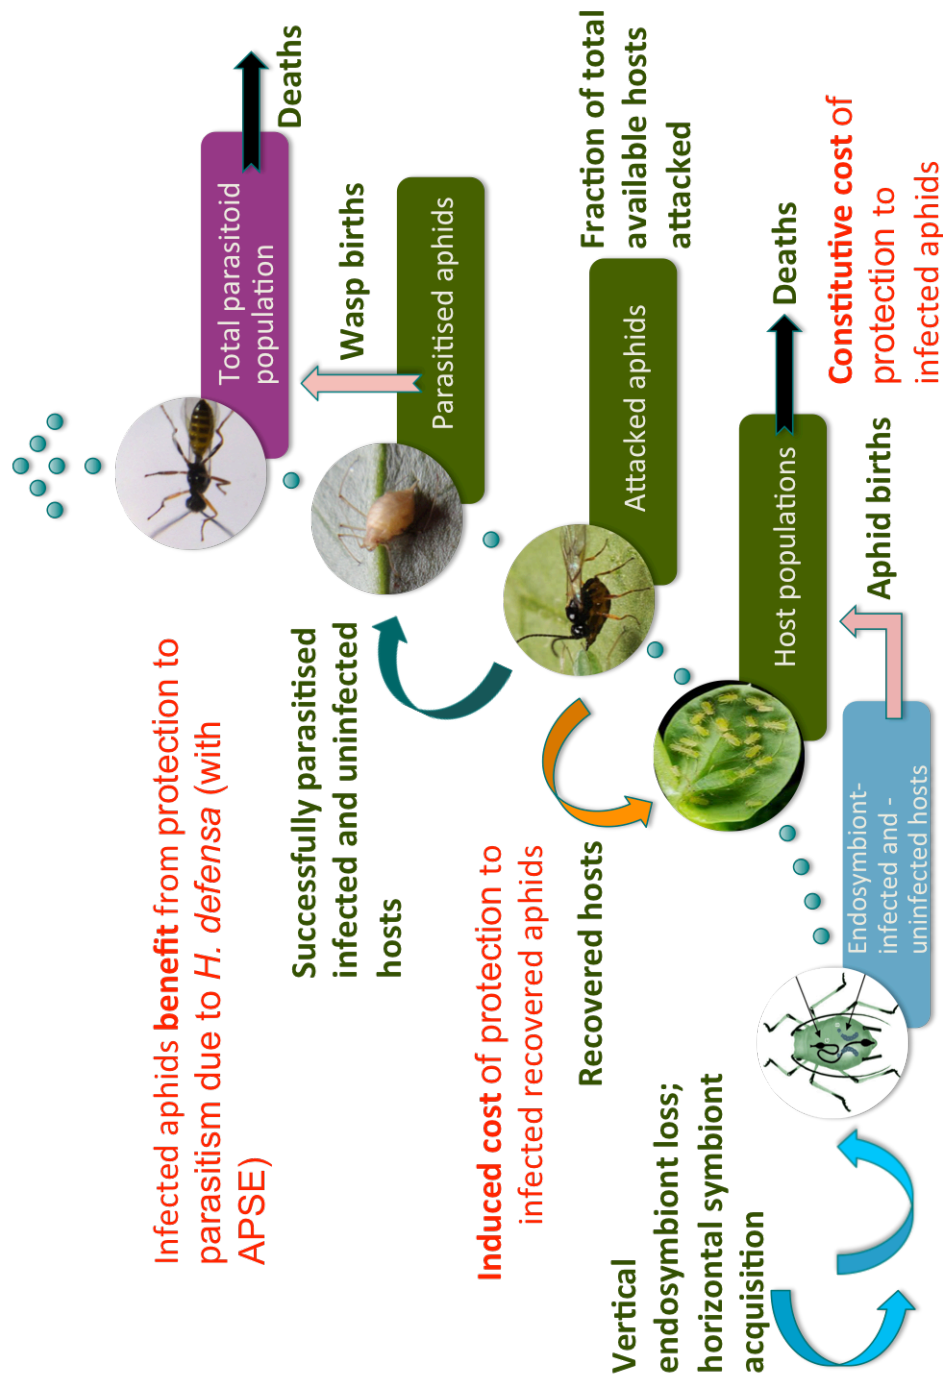 Infected aphids benefit from protection to
parasitism due to H. defensa (with
APSE)
Total parasitoid
population
Deaths
Successfully parasitised
infected and uninfected
hosts
Wasp births
Parasitised aphids
Induced cost of protection to
infected recovered aphids
Recovered hosts
Attacked aphids
Fraction of total
available hosts
attacked
Vertical
endosymbiont loss;
horizontal symbiont
acquisition
Host populations
Deaths
Constitutive cost of
protection to
infected aphids
Endosymbiont-
infected and -
uninfected hosts
Aphid births